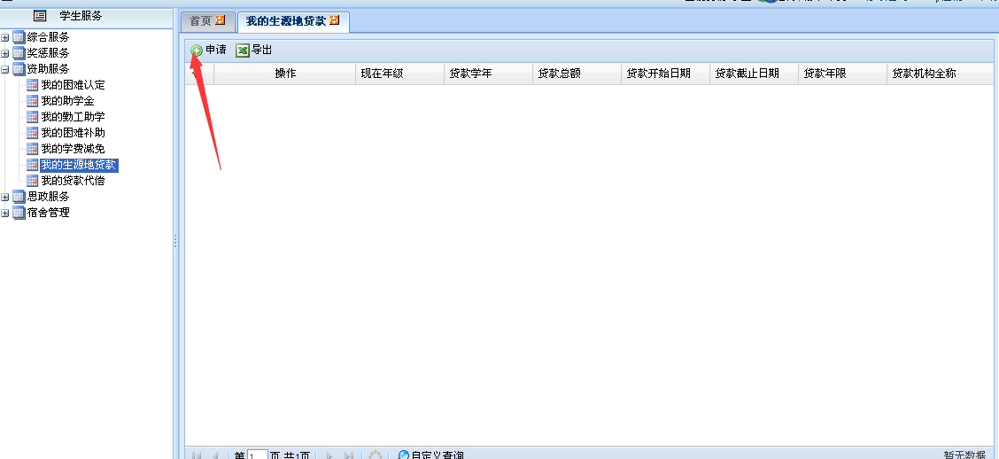 学生服务
综合服务
奖惩服务
资助服务
我的困难认定
我的助学金
我的勤工助学
我的困难补助
我的学费减免
我的生源地贷款
我的贷款代偿
思政服务
宿舍管理
首页 我的生源地贷款
申请 导出
操作 现在年级 贷款学年 贷款总额 贷款开始日期 贷款截止日期 贷款年限 贷款机构全称
第 1 页 共1页 自定义查询 暂无数据